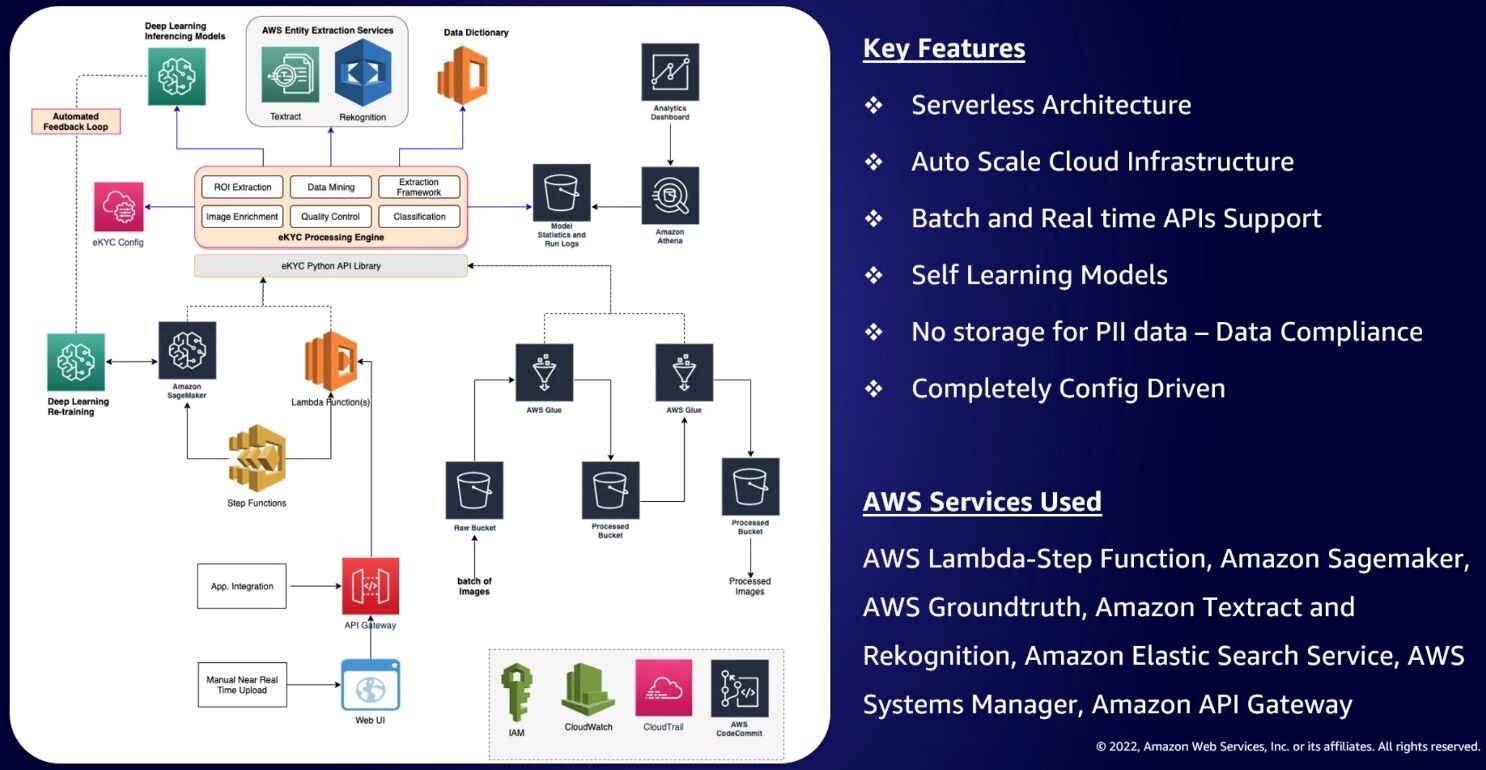 Deep Learning
Inferencing Models
AWS Entity Extraction Services
Textract
Rekognition
Data Dictionary
Analytics
Dashboard
Automated
Feedback Loop
ROI Extraction
Data Mining
Extraction
Framework
Image Enrichment
Quality Control
Classification
eKYC Processing Engine
eKYC Config
Model
Statistics and
Run Logs
Amazon
Athena
eKYC Python API Library
Deep Learning
Re-training
Amazon
SageMaker
Lambda Function(s)
Step Functions
AWS Glue
AWS Glue
Raw Bucket
Processed
Bucket
Processed
Bucket
batch of
Images
Processed
Images
App. Integration
API Gateway
Manual Near Real
Time Upload
Web UI
IAM
CloudWatch
CloudTrail
AWS
CodeCommit
Key Features
❖ Serverless Architecture
❖ Auto Scale Cloud Infrastructure
❖ Batch and Real time APIs Support
❖ Self Learning Models
❖ No storage for PII data – Data Compliance
❖ Completely Config Driven
AWS Services Used
AWS Lambda-Step Function, Amazon Sagemaker,
AWS Groundtruth, Amazon Textract and
Rekognition, Amazon Elastic Search Service, AWS
Systems Manager, Amazon API Gateway
© 2022, Amazon Web Services, Inc. or its affiliates. All rights reserved.